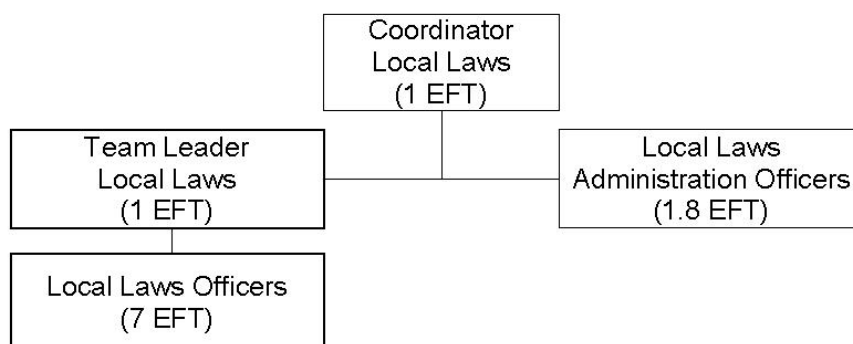 Coordinator
Local Laws
(1 EFT)
Team Leader
Local Laws
(1 EFT)
Local Laws
Administration Officers
(1.8 EFT)
Local Laws Officers
(7 EFT)